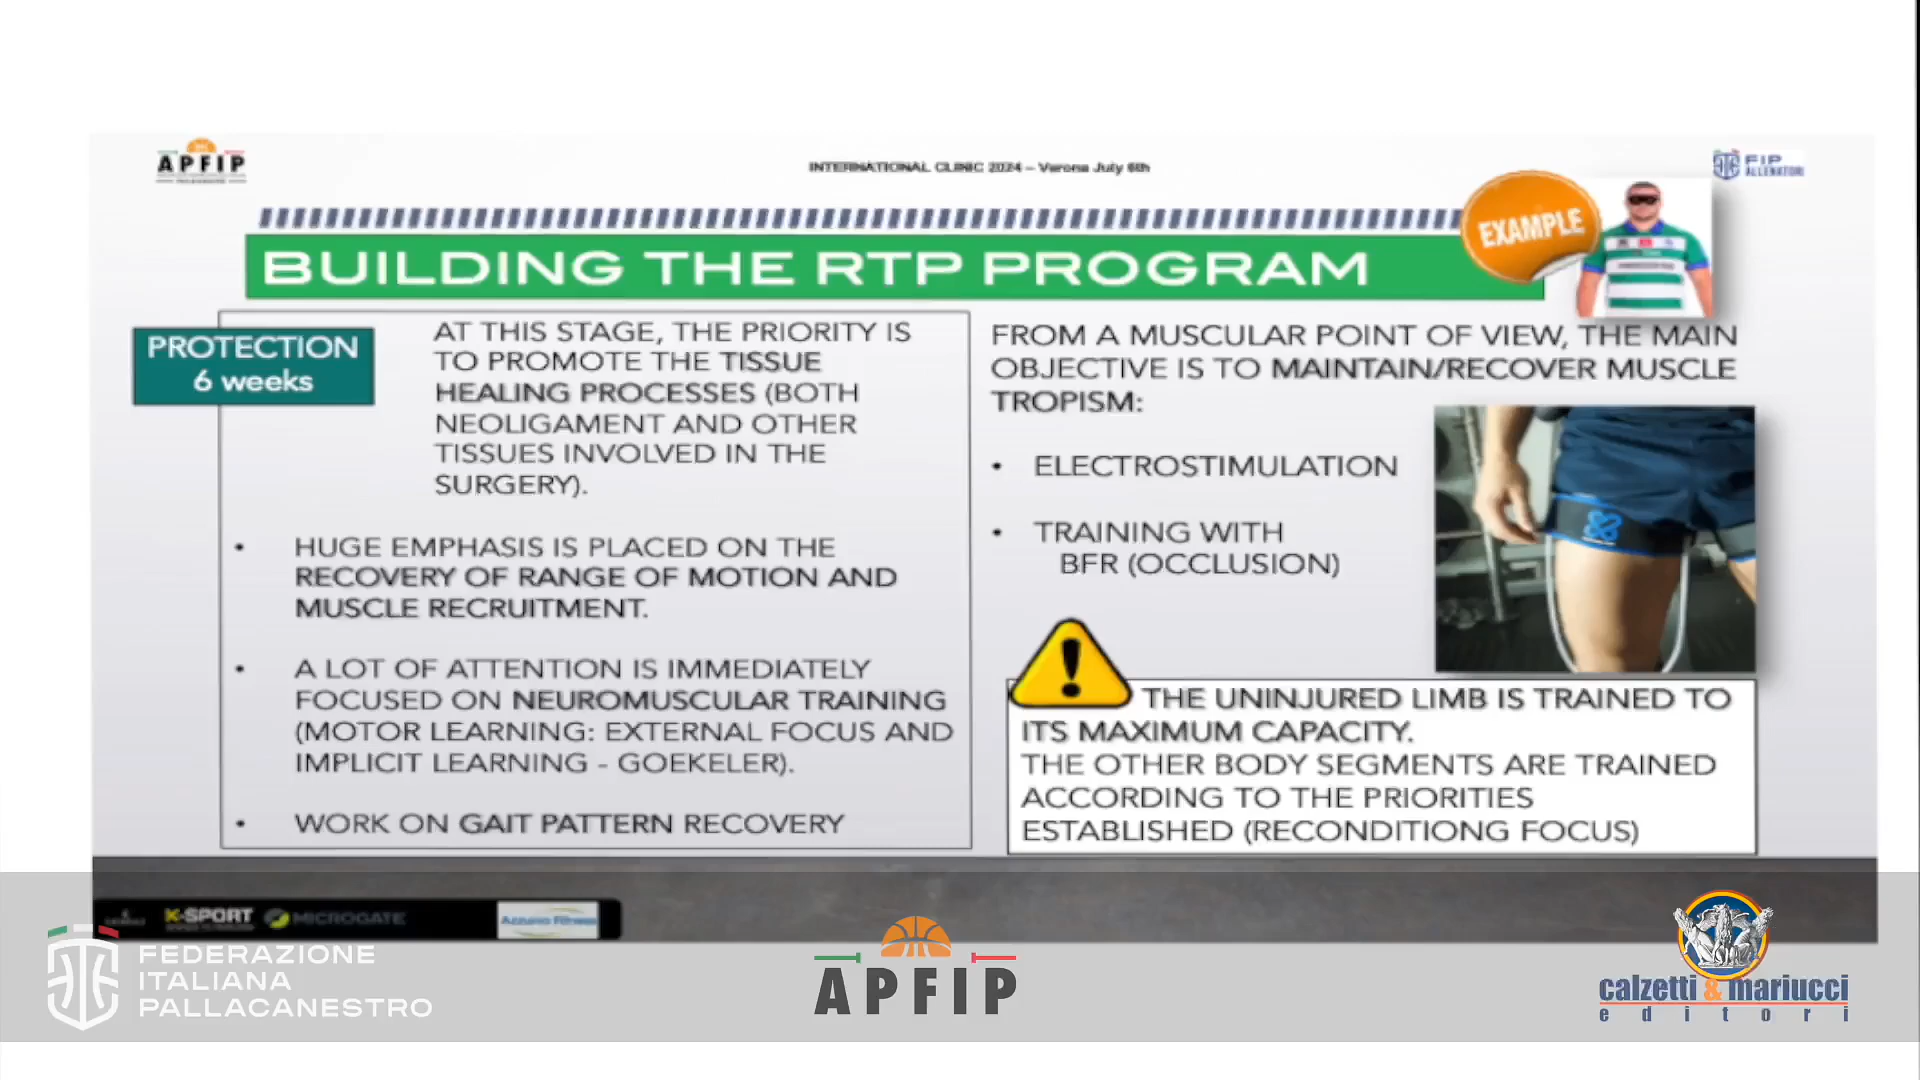 APFIP
INTERNATIONAL CLINIC 2024 – Verona July 6th
FIP
ALLENATORI
EXAMPLE
BUILDING THE RTP PROGRAM
PROTECTION
6 weeks
AT THIS STAGE, THE PRIORITY IS
TO PROMOTE THE TISSUE
HEALING PROCESSES (BOTH
NEOLIGAMENT AND OTHER
TISSUES INVOLVED IN THE
SURGERY).
• HUGE EMPHASIS IS PLACED ON THE
RECOVERY OF RANGE OF MOTION AND
MUSCLE RECRUITMENT.
• A LOT OF ATTENTION IS IMMEDIATELY
FOCUSED ON NEUROMUSCULAR TRAINING
(MOTOR LEARNING: EXTERNAL FOCUS AND
IMPLICIT LEARNING - GOEKELER).
• WORK ON GAIT PATTERN RECOVERY
FROM A MUSCULAR POINT OF VIEW, THE MAIN
OBJECTIVE IS TO MAINTAIN/RECOVER MUSCLE
TROPISM:
• ELECTROSTIMULATION
• TRAINING WITH
BFR (OCCLUSION)
THE UNINJURED LIMB IS TRAINED TO
ITS MAXIMUM CAPACITY.
THE OTHER BODY SEGMENTS ARE TRAINED
ACCORDING TO THE PRIORITIES
ESTABLISHED (RECONDITIONG FOCUS)
K-SPORT
MICROGATE
Azzurro Fitness
FEDERAZIONE
ITALIANA
PALLACANESTRO
APFIP
calzetti & mariucci
editori